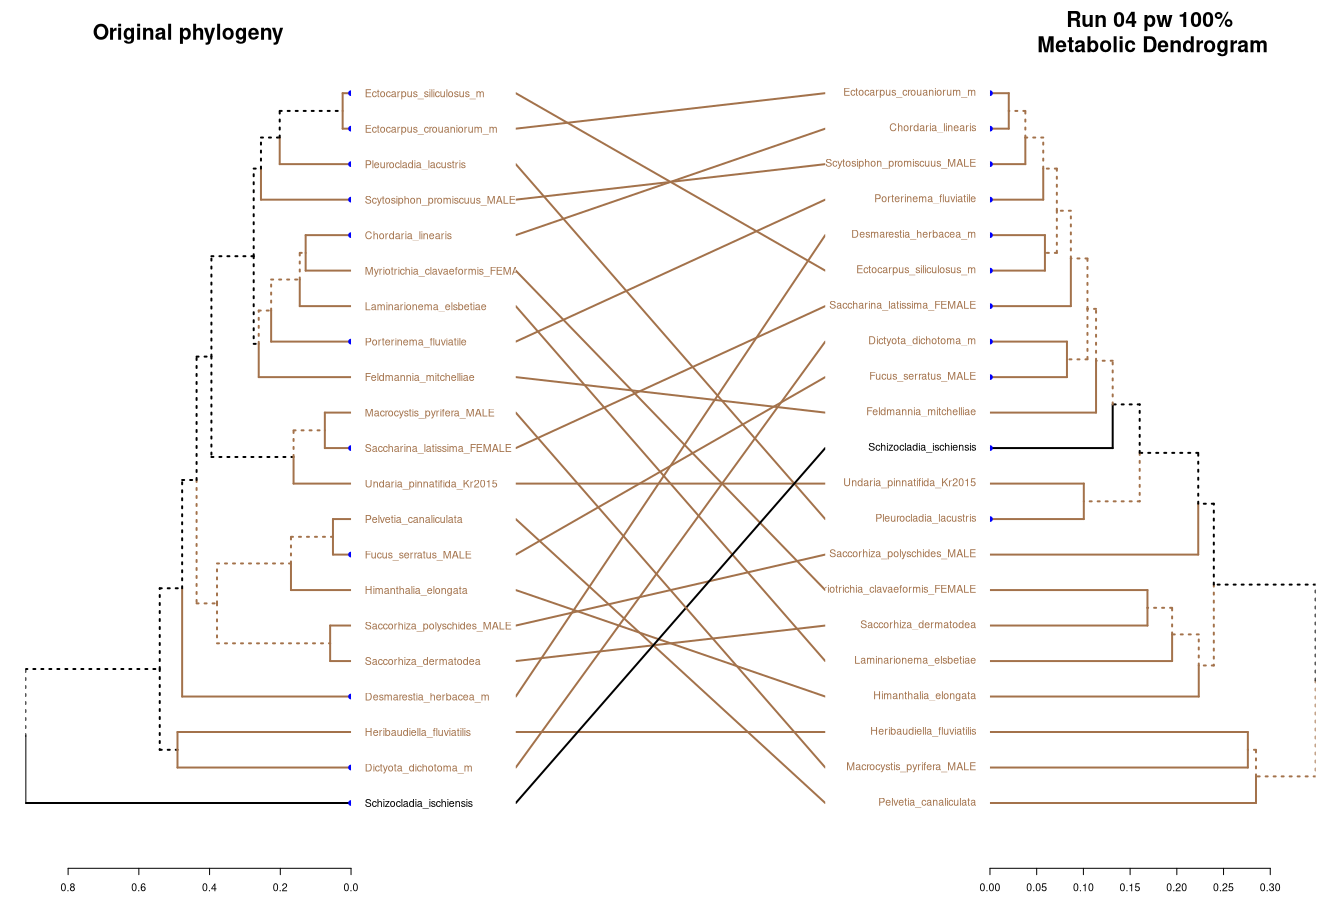 Original phylogeny
Run 04 pw 100%
Metabolic Dendrogram
Ectocarpus_siliculosus_m
Ectocarpus_crouaniorum_m
Pleurocladia_lacustris
Scytosiphon_promiscuus_MALE
Chordaria_linearis
Myriotrichia_clavaeformis_FEMA
Laminarionema_elsbetiae
Porterinema_fluviatile
Feldmannia_mitchelliae
Macrocystis_pyrifera_MALE
Saccharina_latissima_FEMALE
Undaria_pinnatifida_Kr2015
Pelvetia_canaliculata
Fucus_serratus_MALE
Himanthalia_elongata
Saccorhiza_polyschides_MALE
Saccorhiza_dermatodea
Desmarestia_herbacea_m
Heribaudiella_fluviatilis
Dictyota_dichotoma_m
Schizocladia_ischiensis
Ectocarpus_crouaniorum_m
Chordaria_linearis
Scytosiphon_promiscuus_MALE
Porterinema_fluviatile
Desmarestia_herbacea_m
Ectocarpus_siliculosus_m
Saccharina_latissima_FEMALE
Dictyota_dichotoma_m
Fucus_serratus_MALE
Feldmannia_mitchelliae
Schizocladia_ischiensis
Undaria_pinnatifida_Kr2015
Pleurocladia_lacustris
Saccorhiza_polyschides_MALE
riotrichia_clavaeformis_FEMALE
Saccorhiza_dermatodea
Laminarionema_elsbetiae
Himanthalia_elongata
Heribaudiella_fluviatilis
Macrocystis_pyrifera_MALE
Pelvetia_canaliculata
0.8 0.6 0.4 0.2 0.0
0.00 0.05 0.10 0.15 0.20 0.25 0.30